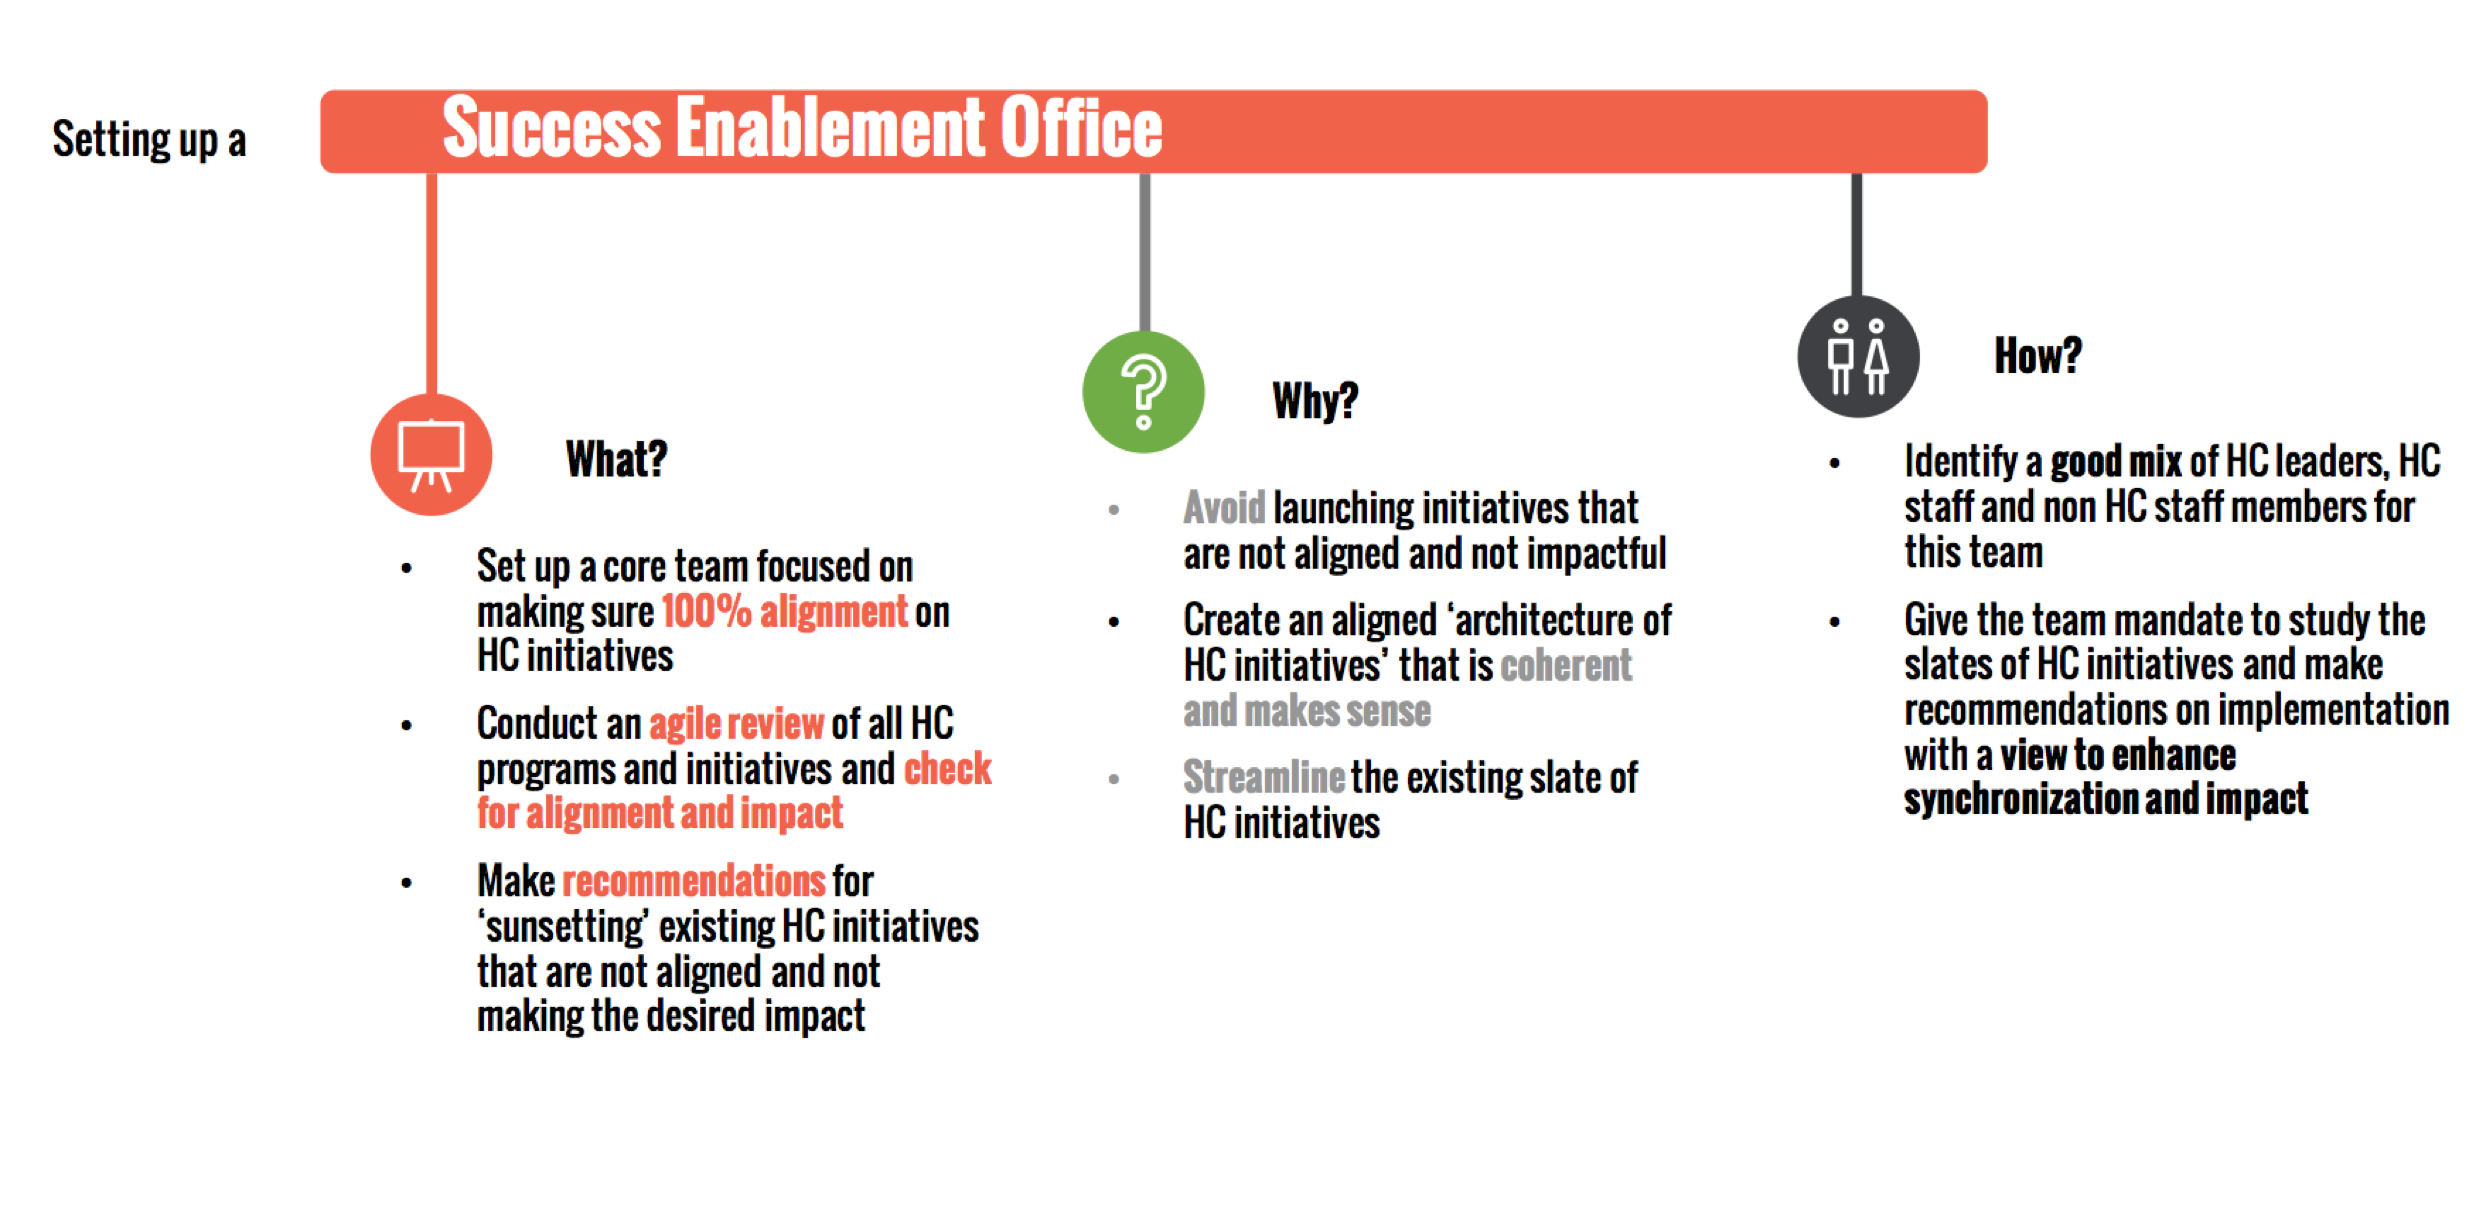 Setting up a
Success Enablement Office
What?
• Set up a core team focused on
making sure 100% alignment on
HC initiatives
• Conduct an agile review of all HC
programs and initiatives and check
for alignment and impact
• Make recommendations for
‘sunsetting’ existing HC initiatives
that are not aligned and not
making the desired impact
Why?
• Avoid launching initiatives that
are not aligned and not impactful
• Create an aligned ‘architecture of
HC initiatives’ that is coherent
and makes sense
• Streamline the existing slate of
HC initiatives
How?
• Identify a good mix of HC leaders, HC
staff and non HC staff members for
this team
• Give the team mandate to study the
slates of HC initiatives and make
recommendations on implementation
with a view to enhance
synchronization and impact